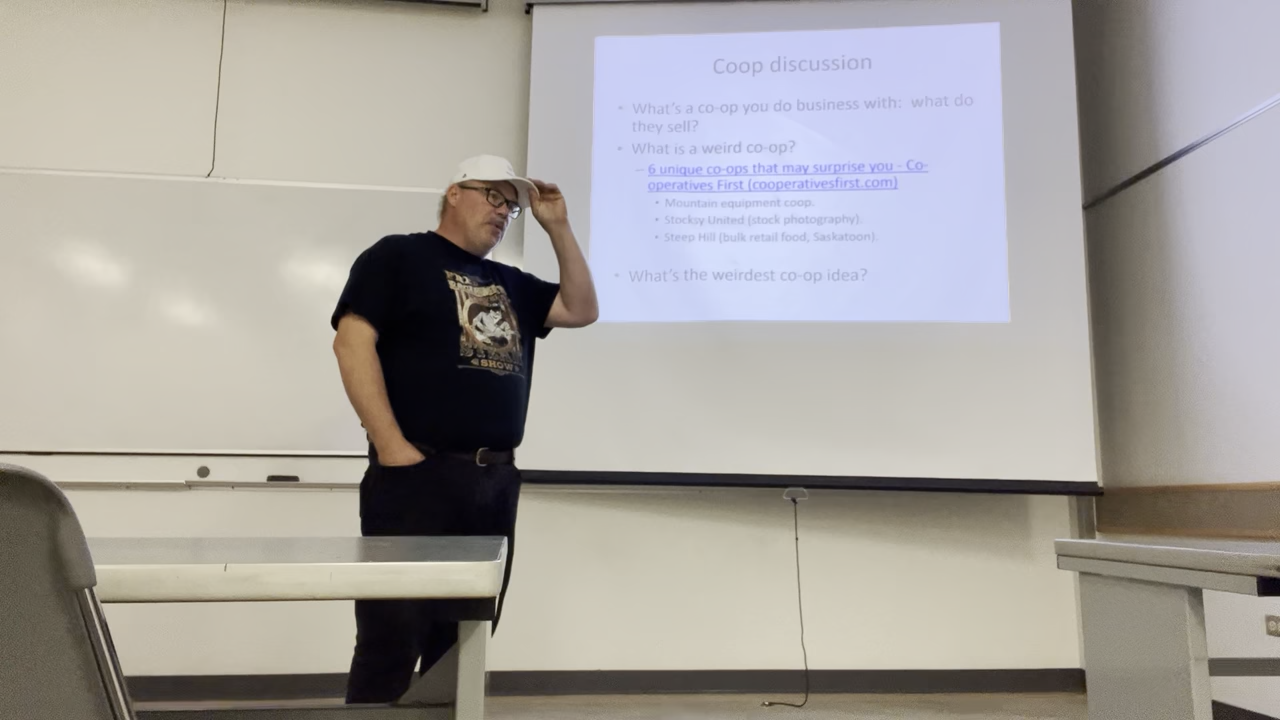 Coop discussion
• What's a co-op you do business with: what do
they sell?
• What is a weird co-op?
– 6 unique co-ops that may surprise you - Co-
operatives First (cooperativesfirst.com)
• Mountain equipment coop.
• Stocksy United (stock photography).
• Steep Hill (bulk retail food, Saskatoon).
• What's the weirdest co-op idea?
SHOW